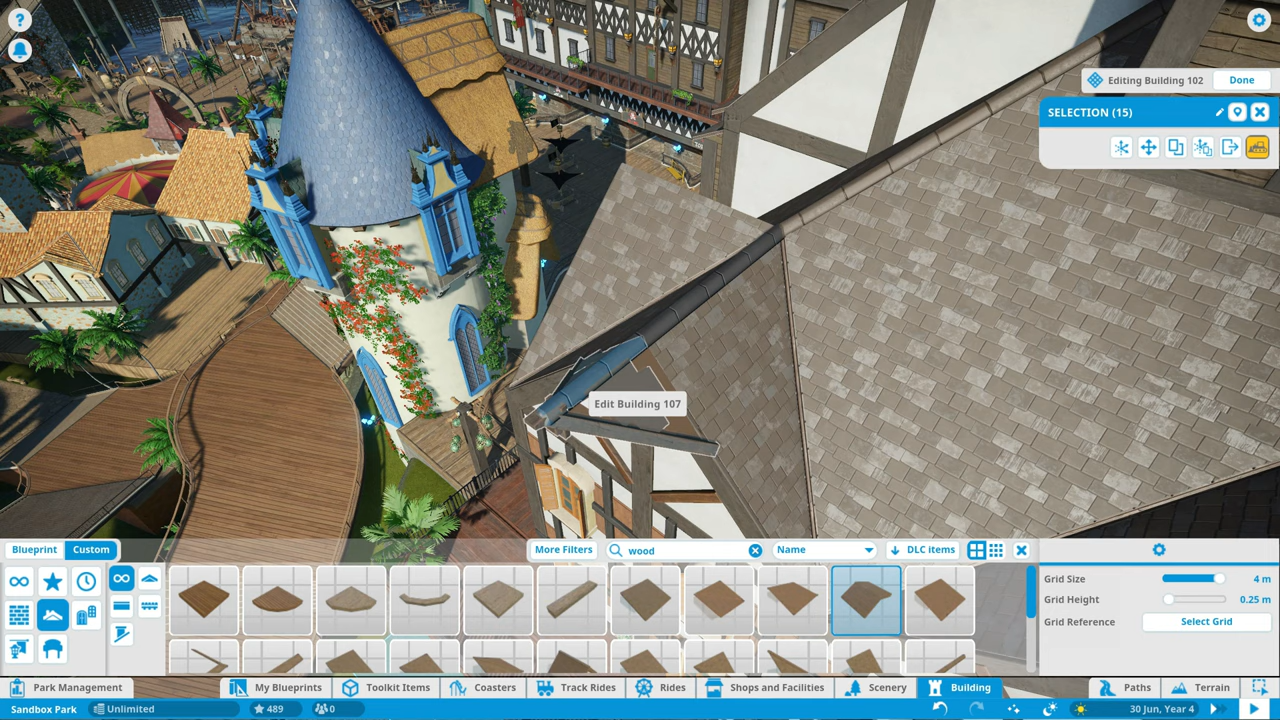 ?
Editing Building 102
Done
SELECTION (15)
Edit Building 107
Blueprint
Custom
More Filters
wood
Name
DLC items
Grid Size
4 m
Grid Height
0.25 m
Grid Reference
Select Grid
Park Management
My Blueprints
Toolkit Items
Coasters
Track Rides
Rides
Shops and Facilities
Scenery
Building
Paths
Terrain
Sandbox Park
Unlimited
489
0
30 Jun, Year 4